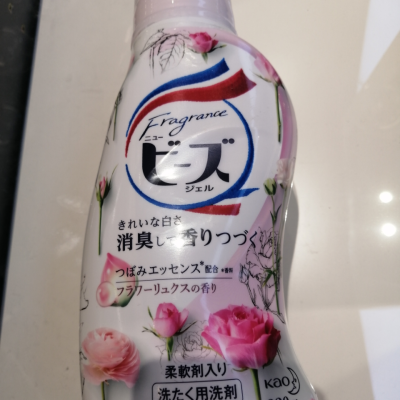 Fragrance
ニュー
ビーズ
ジェル
きれいな白さ
消臭して香りつづく
つぼみエッセンス*配合 *香料
フラワーリュクスの香り
柔軟剤入り
洗たく用洗剤
Kao